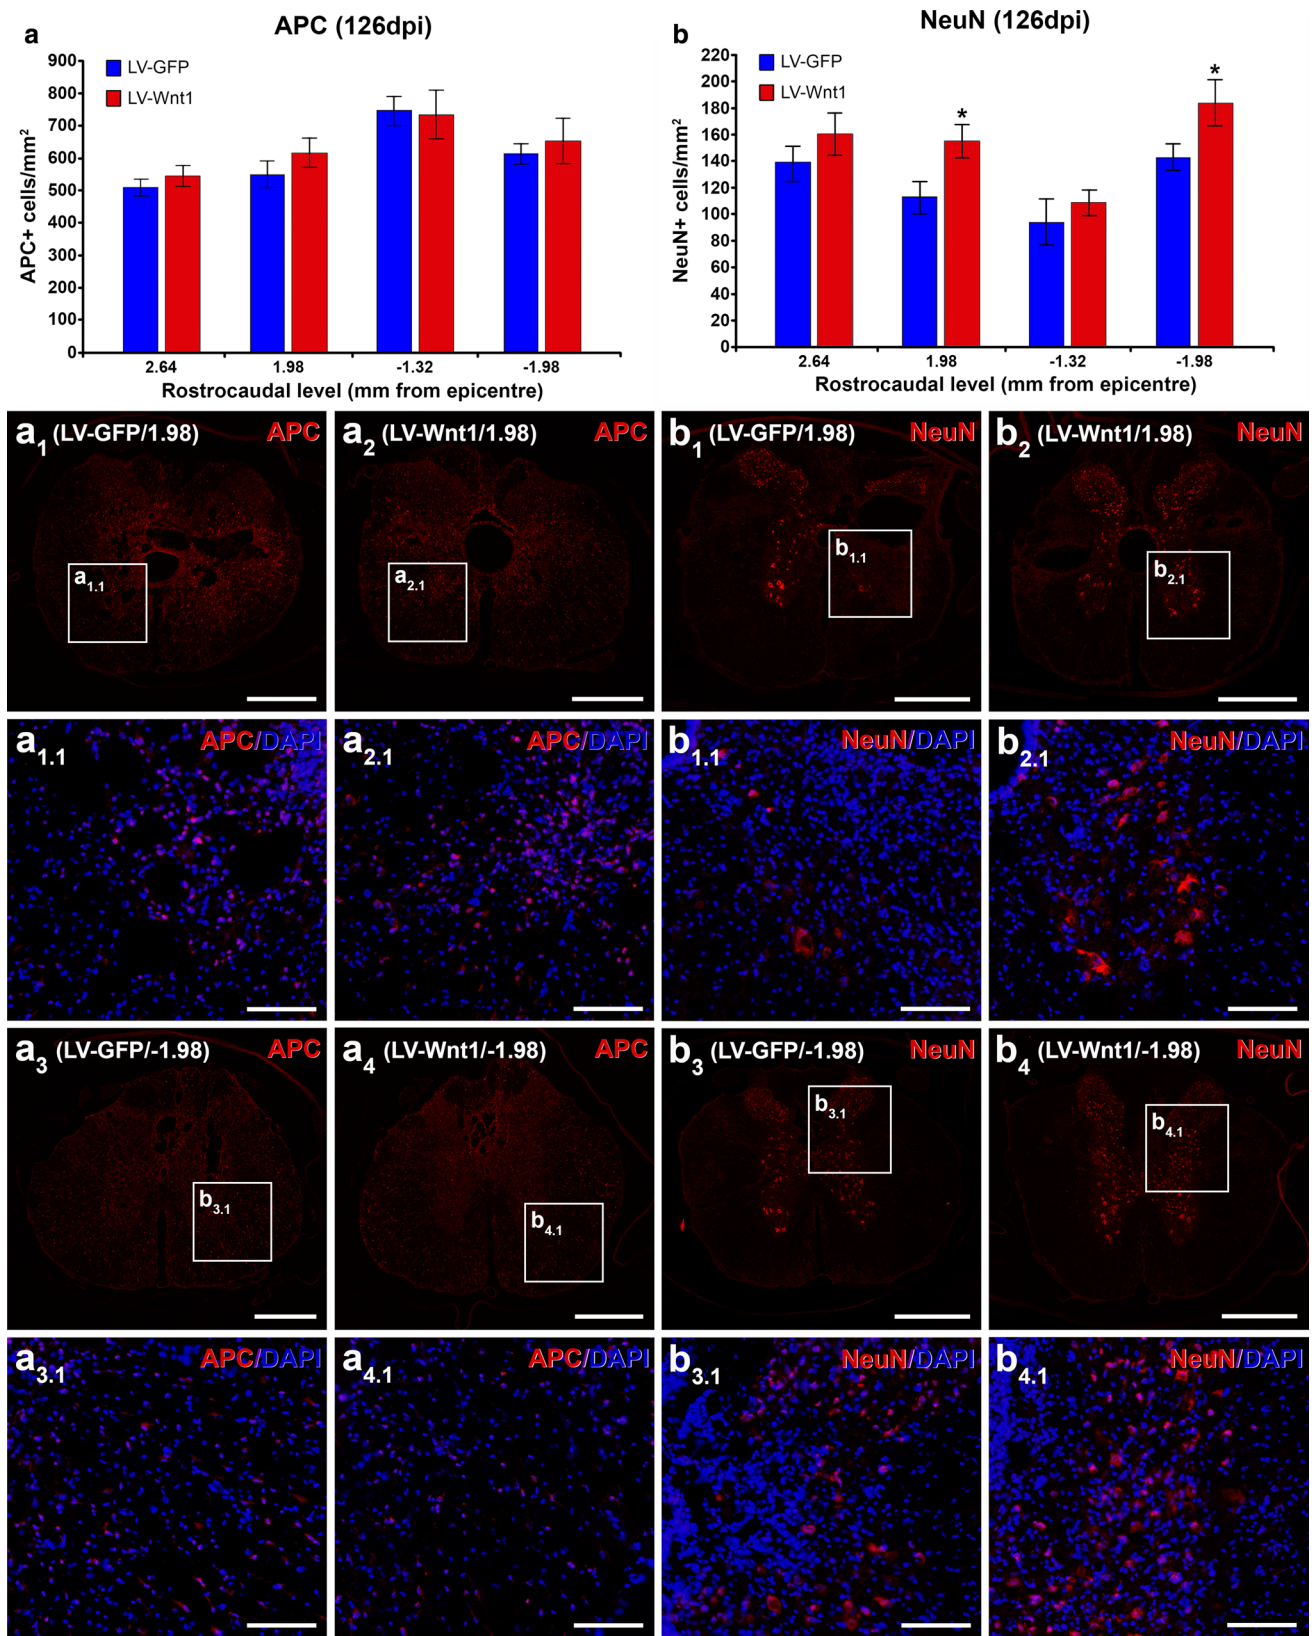 a
APC (126dpi)
LV-GFP
LV-Wnt1
APC+ cells/mm²
900
800
700
600
500
400
300
200
100
0
2.64 1.98 -1.32 -1.98
Rostrocaudal level (mm from epicentre)
b
NeuN (126dpi)
LV-GFP
LV-Wnt1
NeuN+ cells/mm²
220
200
180
160
140
120
100
80
60
40
20
0
* *
2.64 1.98 -1.32 -1.98
Rostrocaudal level (mm from epicentre)
a1 (LV-GFP/1.98) APC
a1.1
a2 (LV-Wnt1/1.98) APC
a2.1
b1 (LV-GFP/1.98) NeuN
b1.1
b2 (LV-Wnt1/1.98) NeuN
b2.1
a1.1 APC/DAPI
a2.1 APC/DAPI
b1.1 NeuN/DAPI
b2.1 NeuN/DAPI
a3 (LV-GFP/-1.98) APC
b3.1
a4 (LV-Wnt1/-1.98) APC
b4.1
b3 (LV-GFP/-1.98) NeuN
b3.1
b4 (LV-Wnt1/-1.98) NeuN
b4.1
a3.1 APC/DAPI
a4.1 APC/DAPI
b3.1 NeuN/DAPI
b4.1 NeuN/DAPI